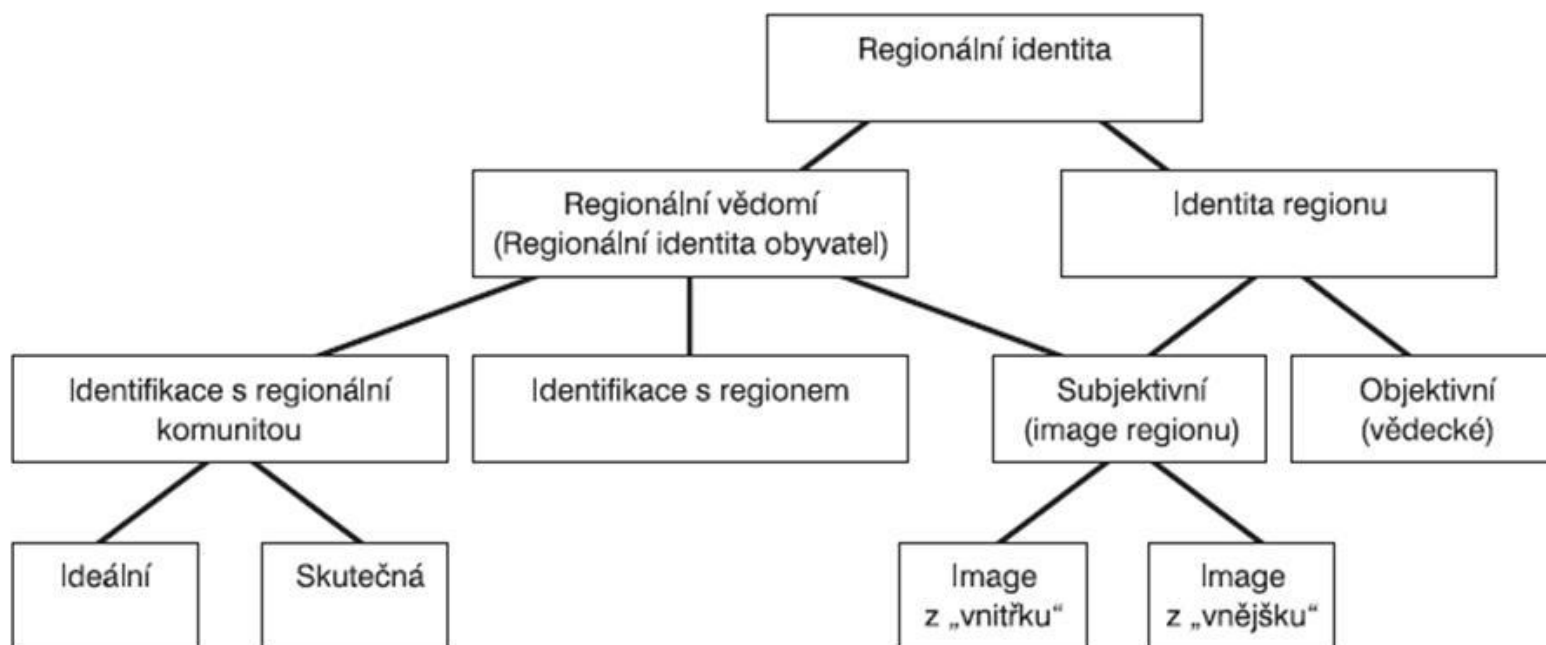 Regionální identita
Regionální vědomí
(Regionální identita obyvatel)
Identita regionu
Identifikace s regionální
komunitou
Identifikace s regionem
Subjektivní
(image regionu)
Objektivní
(vědecké)
Ideální
Skutečná
Image
z „vnitřku“
Image
z „vnějšku“